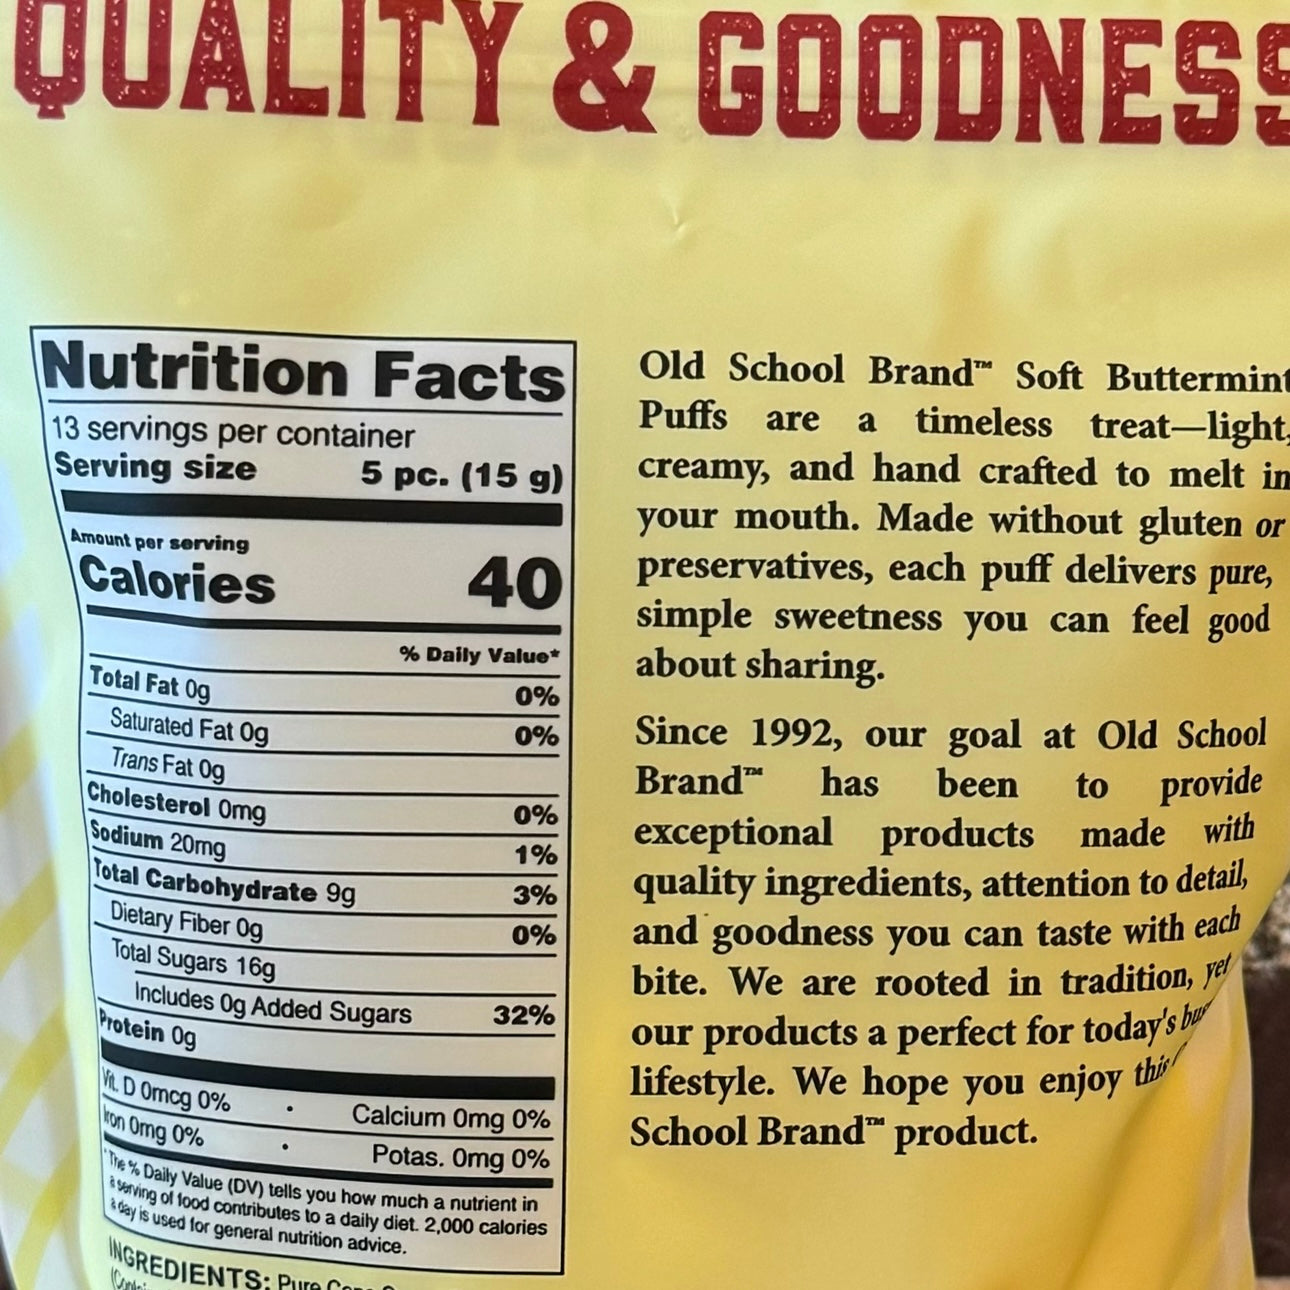 QUALITY & GOODNESS
Nutrition Facts
13 servings per container
Serving size 5 pc. (15 g)
Amount per serving
Calories 40
% Daily Value*
Total Fat 0g 0%
Saturated Fat 0g 0%
Trans Fat 0g
Cholesterol 0mg 0%
Sodium 20mg 1%
Total Carbohydrate 9g 3%
Dietary Fiber 0g 0%
Total Sugars 16g
Includes 0g Added Sugars 32%
Protein 0g
Vit. D 0mcg 0% • Calcium 0mg 0%
Iron 0mg 0% • Potas. 0mg 0%
*The % Daily Value (DV) tells you how much a nutrient in
a serving of food contributes to a daily diet. 2,000 calories
a day is used for general nutrition advice.
INGREDIENTS: Pure
Old School Brand™ Soft Buttermint
Puffs are a timeless treat—light,
creamy, and hand crafted to melt in
your mouth. Made without gluten or
preservatives, each puff delivers pure,
simple sweetness you can feel good
about sharing.
Since 1992, our goal at Old School
Brand™ has been to provide
exceptional products made with
quality ingredients, attention to detail,
and goodness you can taste with each
bite. We are rooted in tradition, yet
our products a perfect for today's
lifestyle. We hope you enjoy this
School Brand™ product.